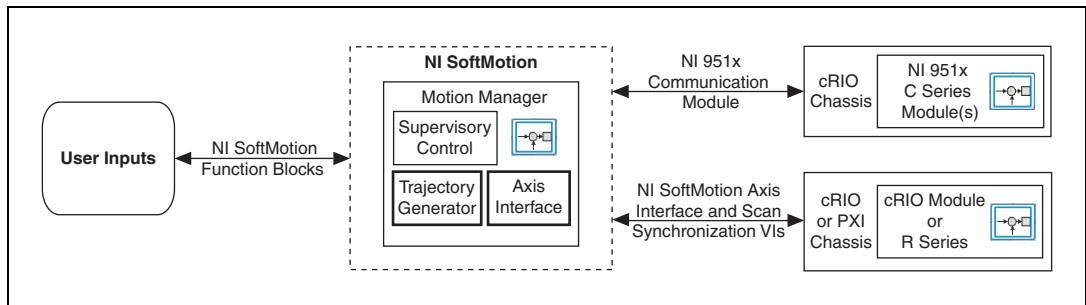 User Inputs
NI SoftMotion
Function Blocks
NI SoftMotion
Motion Manager
Supervisory
Control
Trajectory
Generator
Axis
Interface
NI 951x
Communication
Module
cRIO
Chassis
NI 951x
C Series
Module(s)
NI SoftMotion Axis
Interface and Scan
Synchronization VIs
cRIO
or PXI
Chassis
cRIO Module
or
R Series